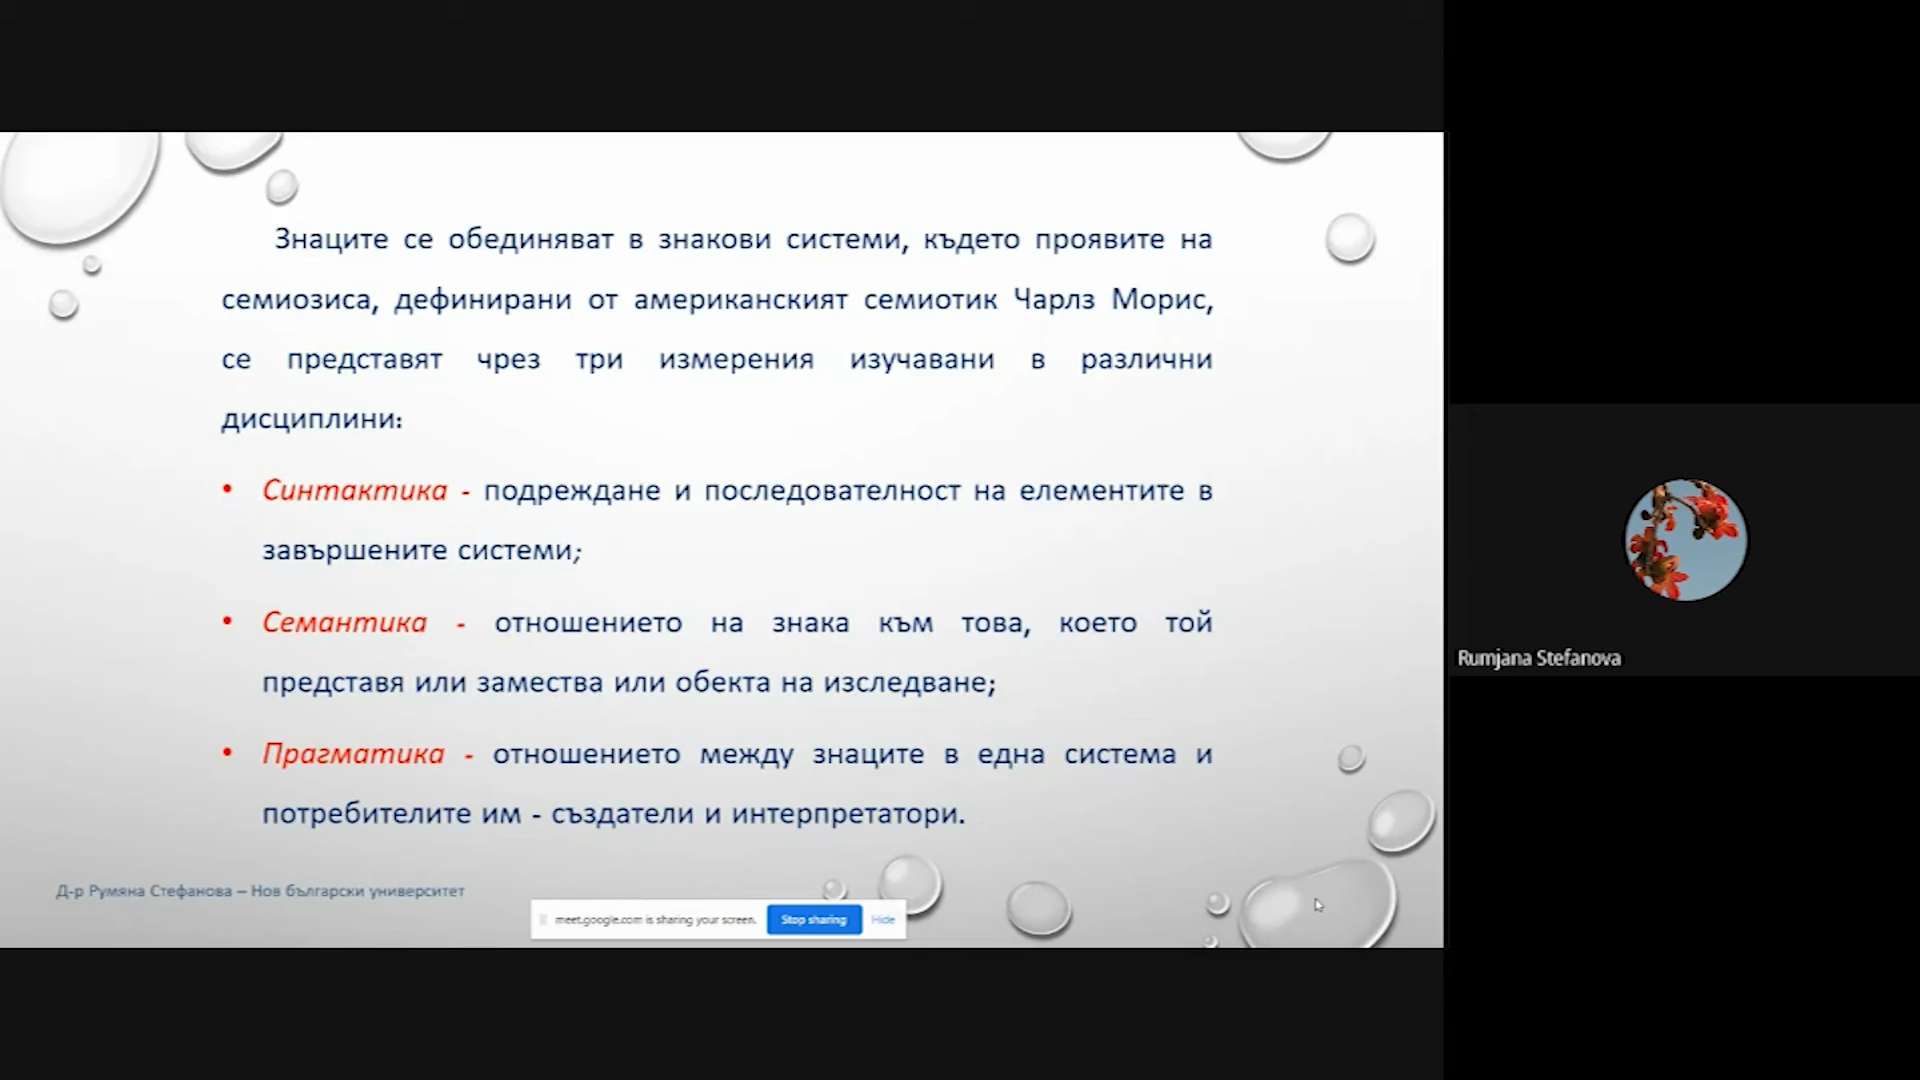 Знаците се обединяват в знакови системи, където проявите на
семиозиса, дефинирани от американският семиотик Чарлз Морис,
се представят чрез три измерения изучавани в различни
дисциплини:
• Синтактика - подреждане и последователност на елементите в
завършените системи;
• Семантика - отношението на знака към това, което той
представя или замества или обекта на изследване;
• Прагматика - отношението между знаците в една система и
потребителите им - създатели и интерпретатори.
Д-р Румяна Стефанова – Нов български университет
meet.google.com is sharing your screen. Stop sharing Hide
Rumjana Stefanova